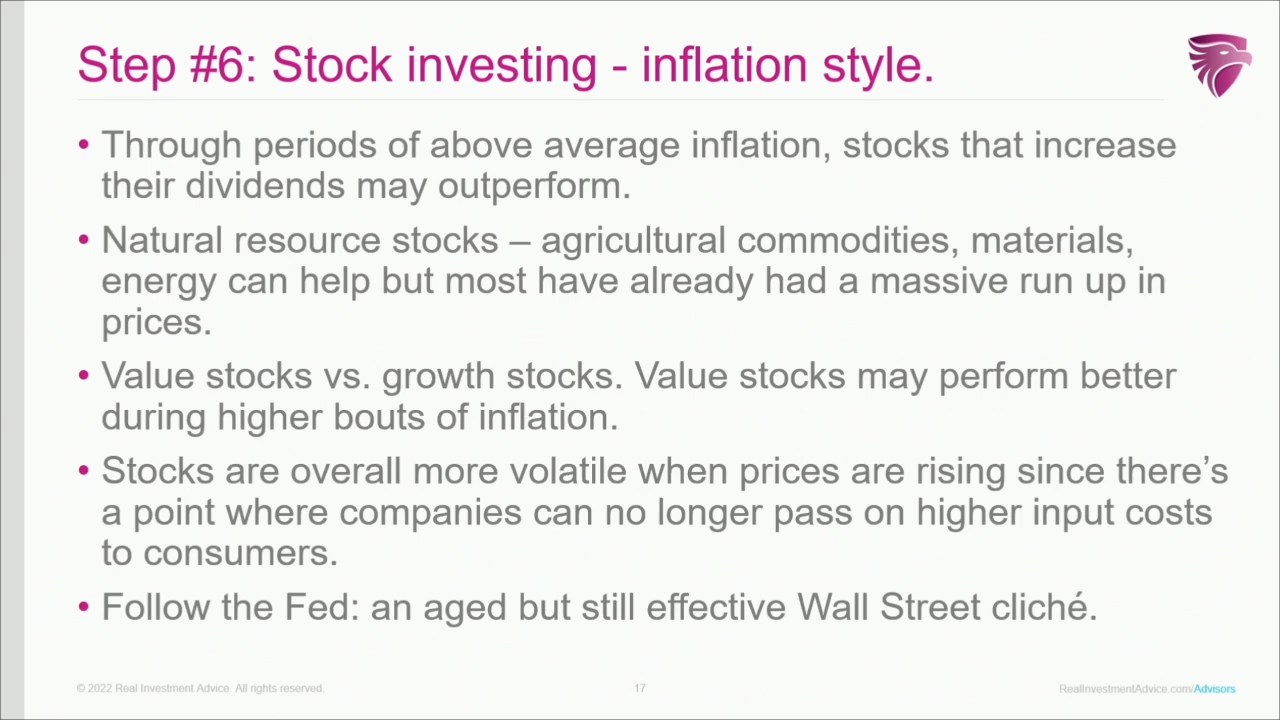 Step #6: Stock investing - inflation style.
• Through periods of above average inflation, stocks that increase
their dividends may outperform.
• Natural resource stocks – agricultural commodities, materials,
energy can help but most have already had a massive run up in
prices.
• Value stocks vs. growth stocks. Value stocks may perform better
during higher bouts of inflation.
• Stocks are overall more volatile when prices are rising since there’s
a point where companies can no longer pass on higher input costs
to consumers.
• Follow the Fed: an aged but still effective Wall Street cliché.
© 2022 Real Investment Advice. All rights reserved.
17
RealInvestmentAdvice.com/Advisors